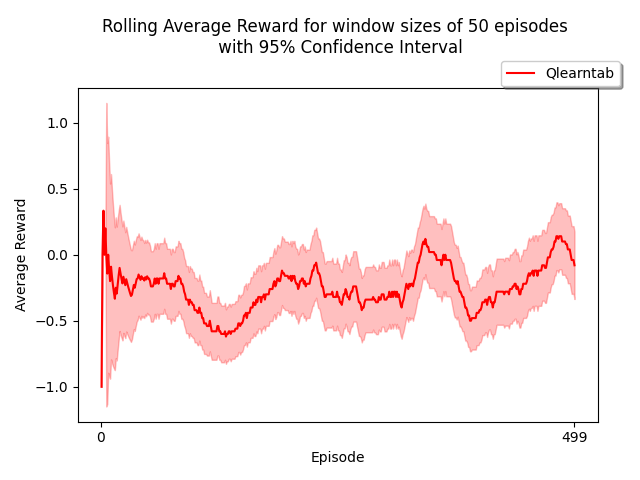 Rolling Average Reward for window sizes of 50 episodes
with 95% Confidence Interval
Qlearntab
1.0
0.5
0.0
−0.5
−1.0
Average Reward
0
499
Episode